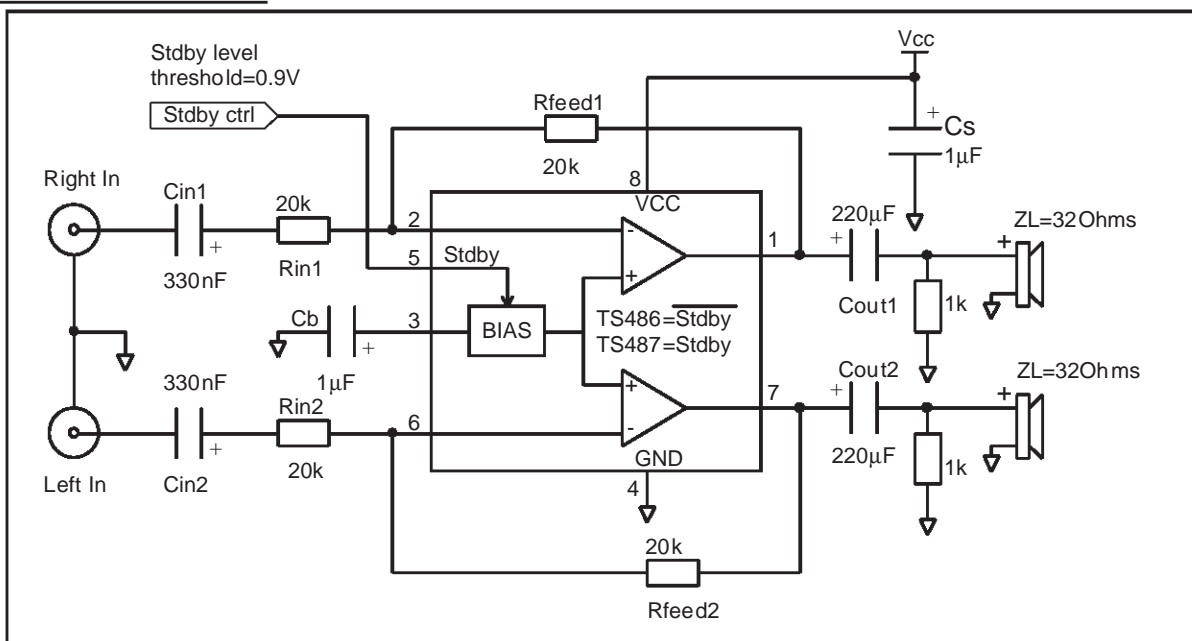 Stdby level
threshold=0.9V
Stdby ctrl
Vcc
Rfeed1
20k
+
Cs
1µF
8
VCC
Right In
Cin1
+
330nF
20k
Rin1
2
-
+
5
Stdby
BIAS
3
Cb
+
1µF
TS486=Stdby
TS487=Stdby
1
220µF
+
Cout1
1k
ZL=32Ohms
+
330nF
+
Cin2
Left In
Rin2
20k
6
+
-
7
GND
4
Cout2
+
220µF
1k
ZL=32Ohms
+
20k
Rfeed2